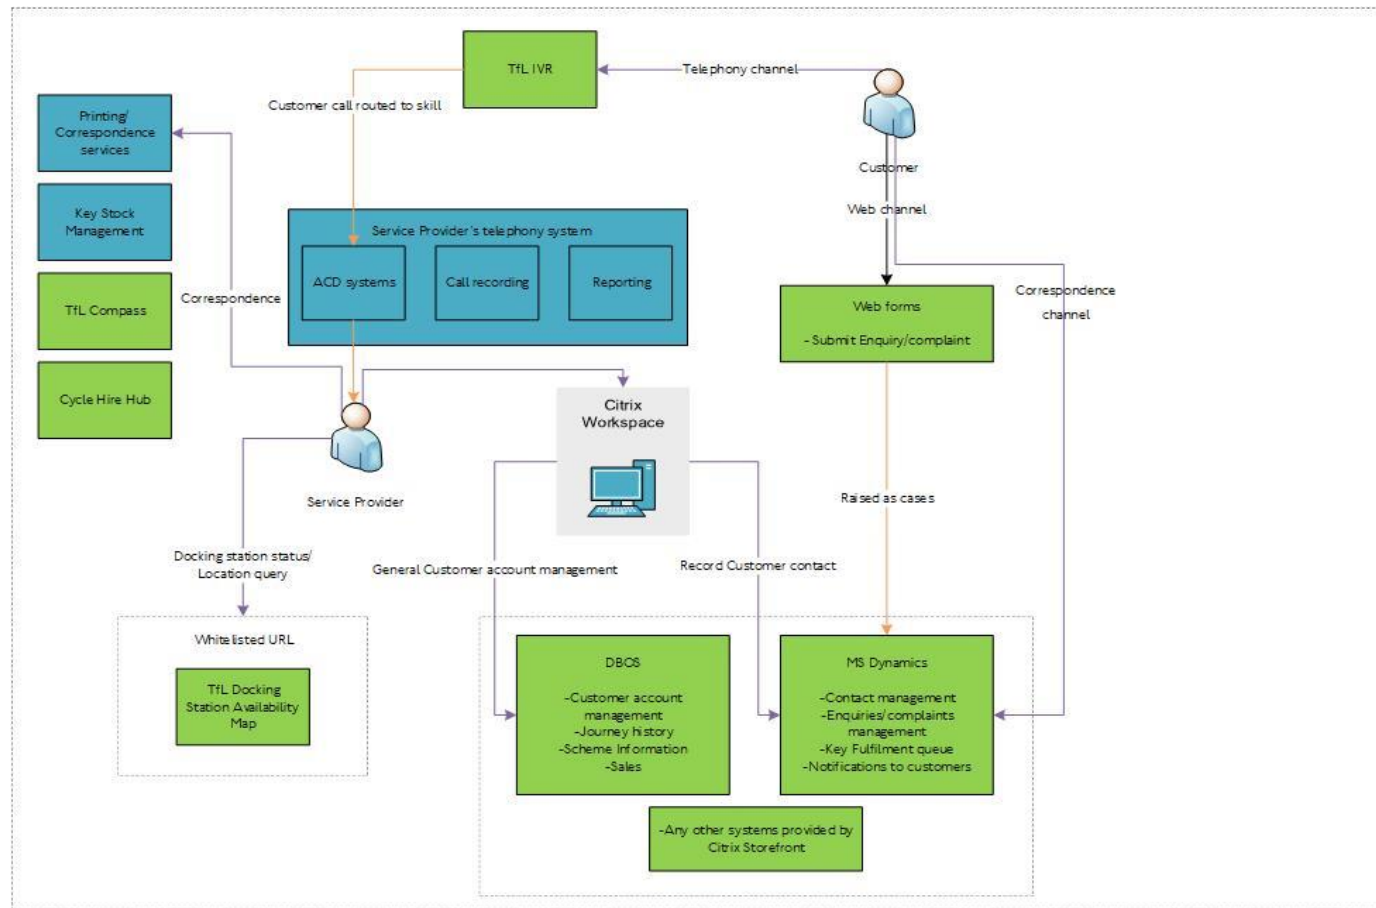 TfL IVR
Telephony channel
Customer call routed to skill
Customer
Web channel
Printing/
Correspondence
services
Key Stock
Management
TfL Compass
Cycle Hire Hub
Correspondence
Service Provider's telephony system
ACD systems
Call recording
Reporting
Web forms
- Submit Enquiry/complaint
Correspondence
channel
Citrix
Workspace
Service Provider
Raised as cases
Docking station status/
Location query
General Customer account management
Record Customer contact
Whitelisted URL
TfL Docking
Station Availability
Map
DBOS
-Customer account
management
-Journey history
-Scheme Information
-Sales
MS Dynamics
-Contact management
-Enquiries/complaints
management
-Key Fulfilment queue
-Notifications to customers
-Any other systems provided by
Citrix Storefront